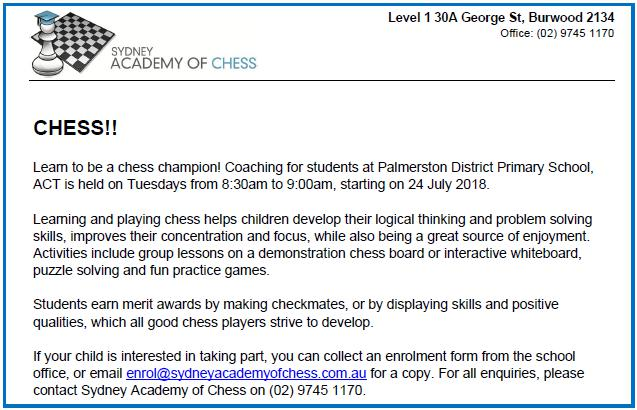 Level 1 30A George St, Burwood 2134
Office: (02) 9745 1170
SYDNEY
ACADEMY OF CHESS
CHESS!!
Learn to be a chess champion! Coaching for students at Palmerston District Primary School,
ACT is held on Tuesdays from 8:30am to 9:00am, starting on 24 July 2018.
Learning and playing chess helps children develop their logical thinking and problem solving
skills, improves their concentration and focus, while also being a great source of enjoyment.
Activities include group lessons on a demonstration chess board or interactive whiteboard,
puzzle solving and fun practice games.
Students earn merit awards by making checkmates, or by displaying skills and positive
qualities, which all good chess players strive to develop.
If your child is interested in taking part, you can collect an enrolment form from the school
office, or email enrol@sydneyacademyofchess.com.au for a copy. For all enquiries, please
contact Sydney Academy of Chess on (02) 9745 1170.